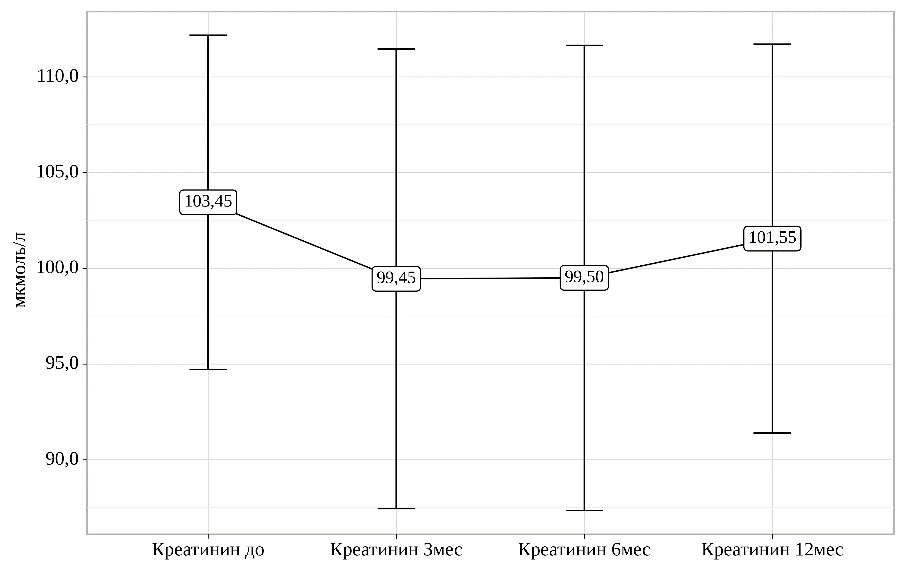 110,0
105,0
100,0
95,0
90,0
мкмоль/л
103,45
99,45
99,50
101,55
Креатинин до
Креатинин 3мес
Креатинин 6мес
Креатинин 12мес